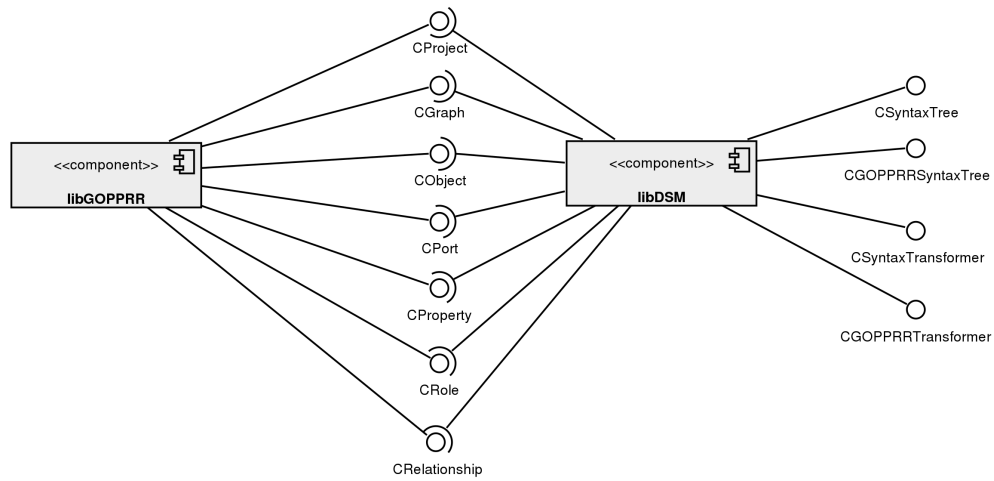 CProject
CGraph
CObject
CPort
CProperty
CRole
CRelationship
<<component>>
libGOPPRR
<<component>>
libDSM
CSyntaxTree
CGOPPRRSyntaxTree
CSyntaxTransformer
CGOPPRRTransformer